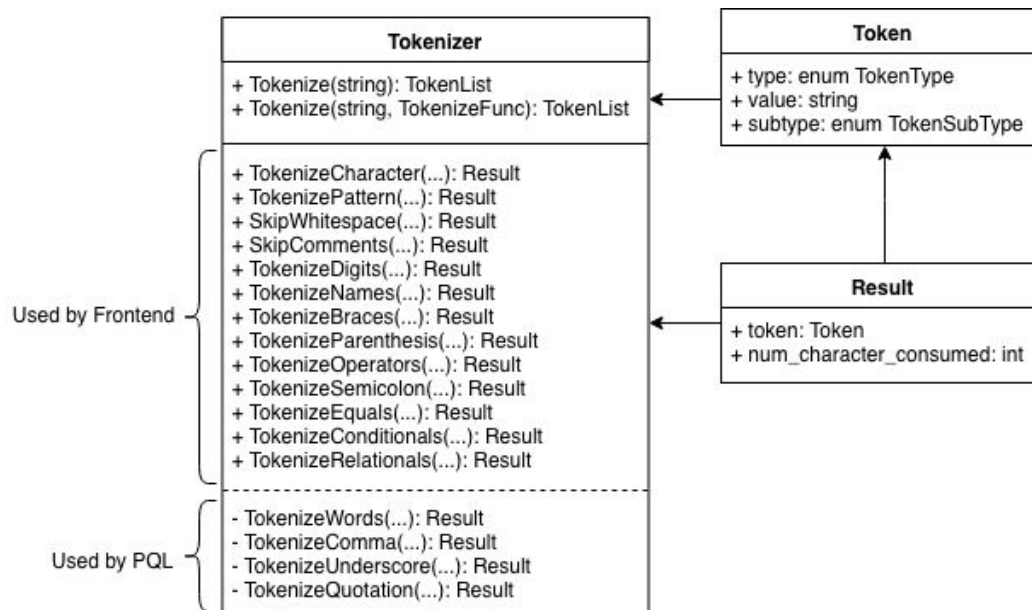 Tokenizer
+ Tokenize(string): TokenList
+ Tokenize(string, TokenizeFunc): TokenList
Used by Frontend
+ TokenizeCharacter(...): Result
+ TokenizePattern(...): Result
+ SkipWhitespace(...): Result
+ SkipComments(...): Result
+ TokenizeDigits(...): Result
+ TokenizeNames(...): Result
+ TokenizeBraces(...): Result
+ TokenizeParenthesis(...): Result
+ TokenizeOperators(...): Result
+ TokenizeSemicolon(...): Result
+ TokenizeEquals(...): Result
+ TokenizeConditionals(...): Result
+ TokenizeRelationals(...): Result
Used by PQL
- TokenizeWords(...): Result
- TokenizeComma(...): Result
- TokenizeUnderscore(...): Result
- TokenizeQuotation(...): Result
Token
+ type: enum TokenType
+ value: string
+ subtype: enum TokenSubType
Result
+ token: Token
+ num_character_consumed: int